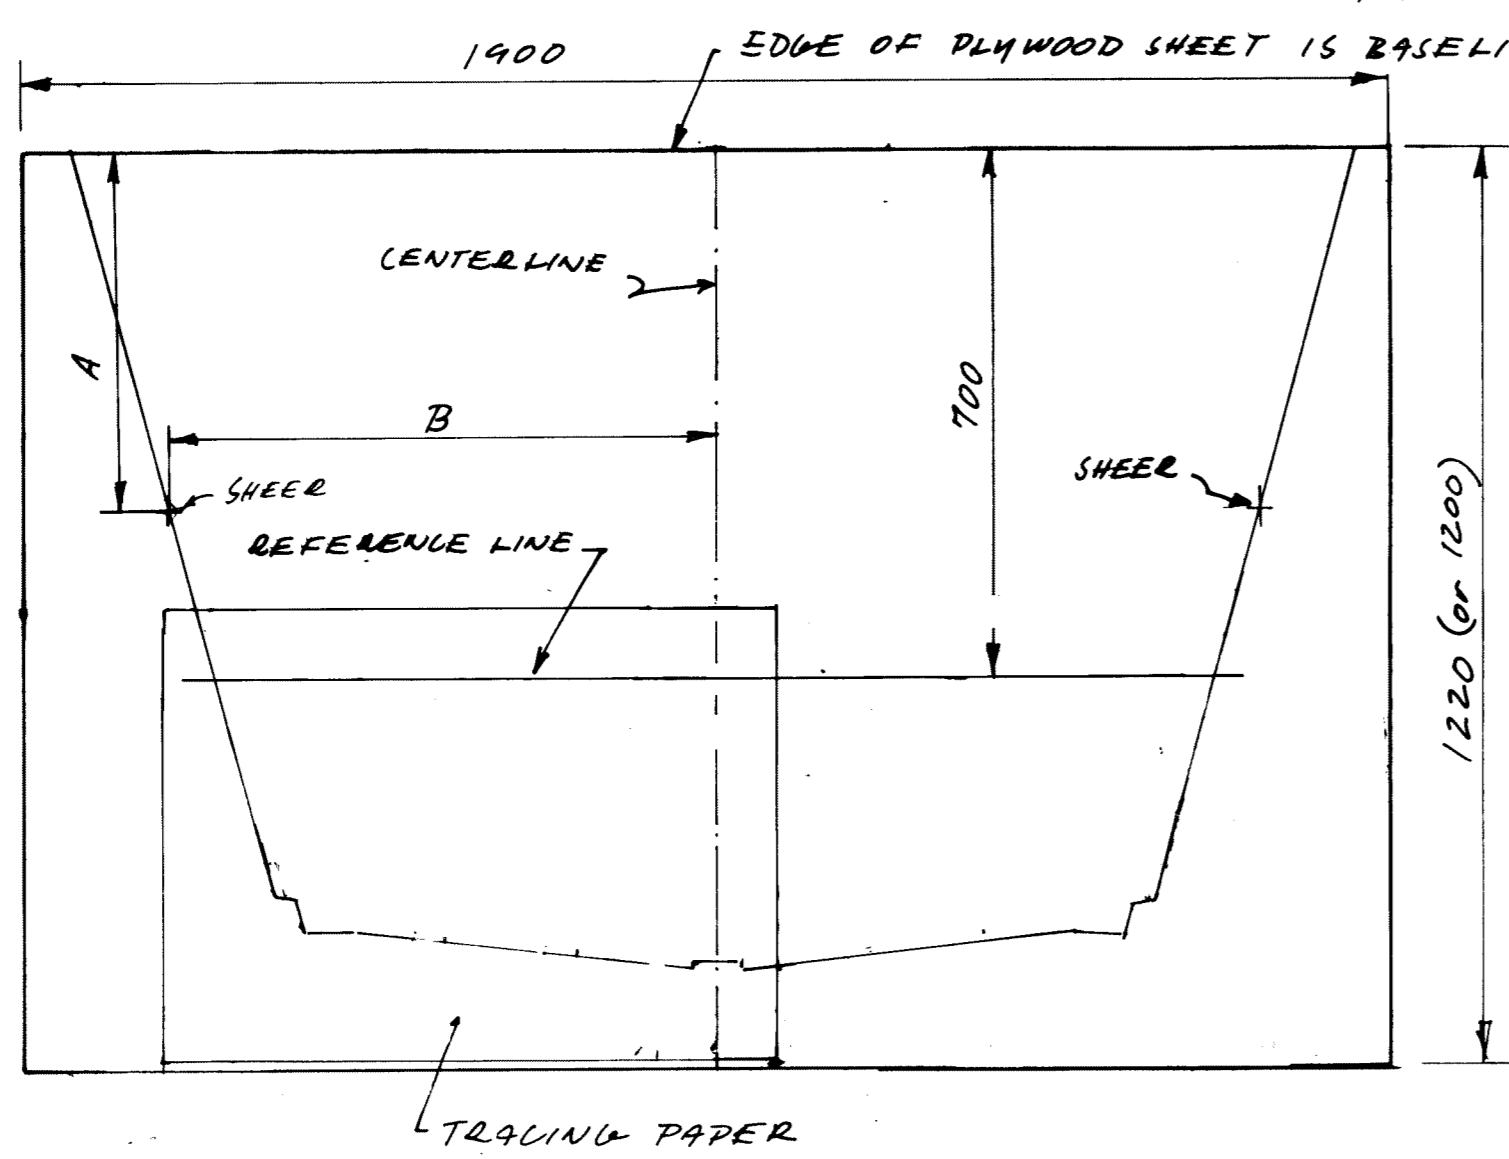 1900
EDGE OF PLYWOOD SHEET IS BASELI
CENTERLINE
A
B
700
SHEER
SHEER
REFERENCE LINE
1220 (or 1200)
TRACING PAPER